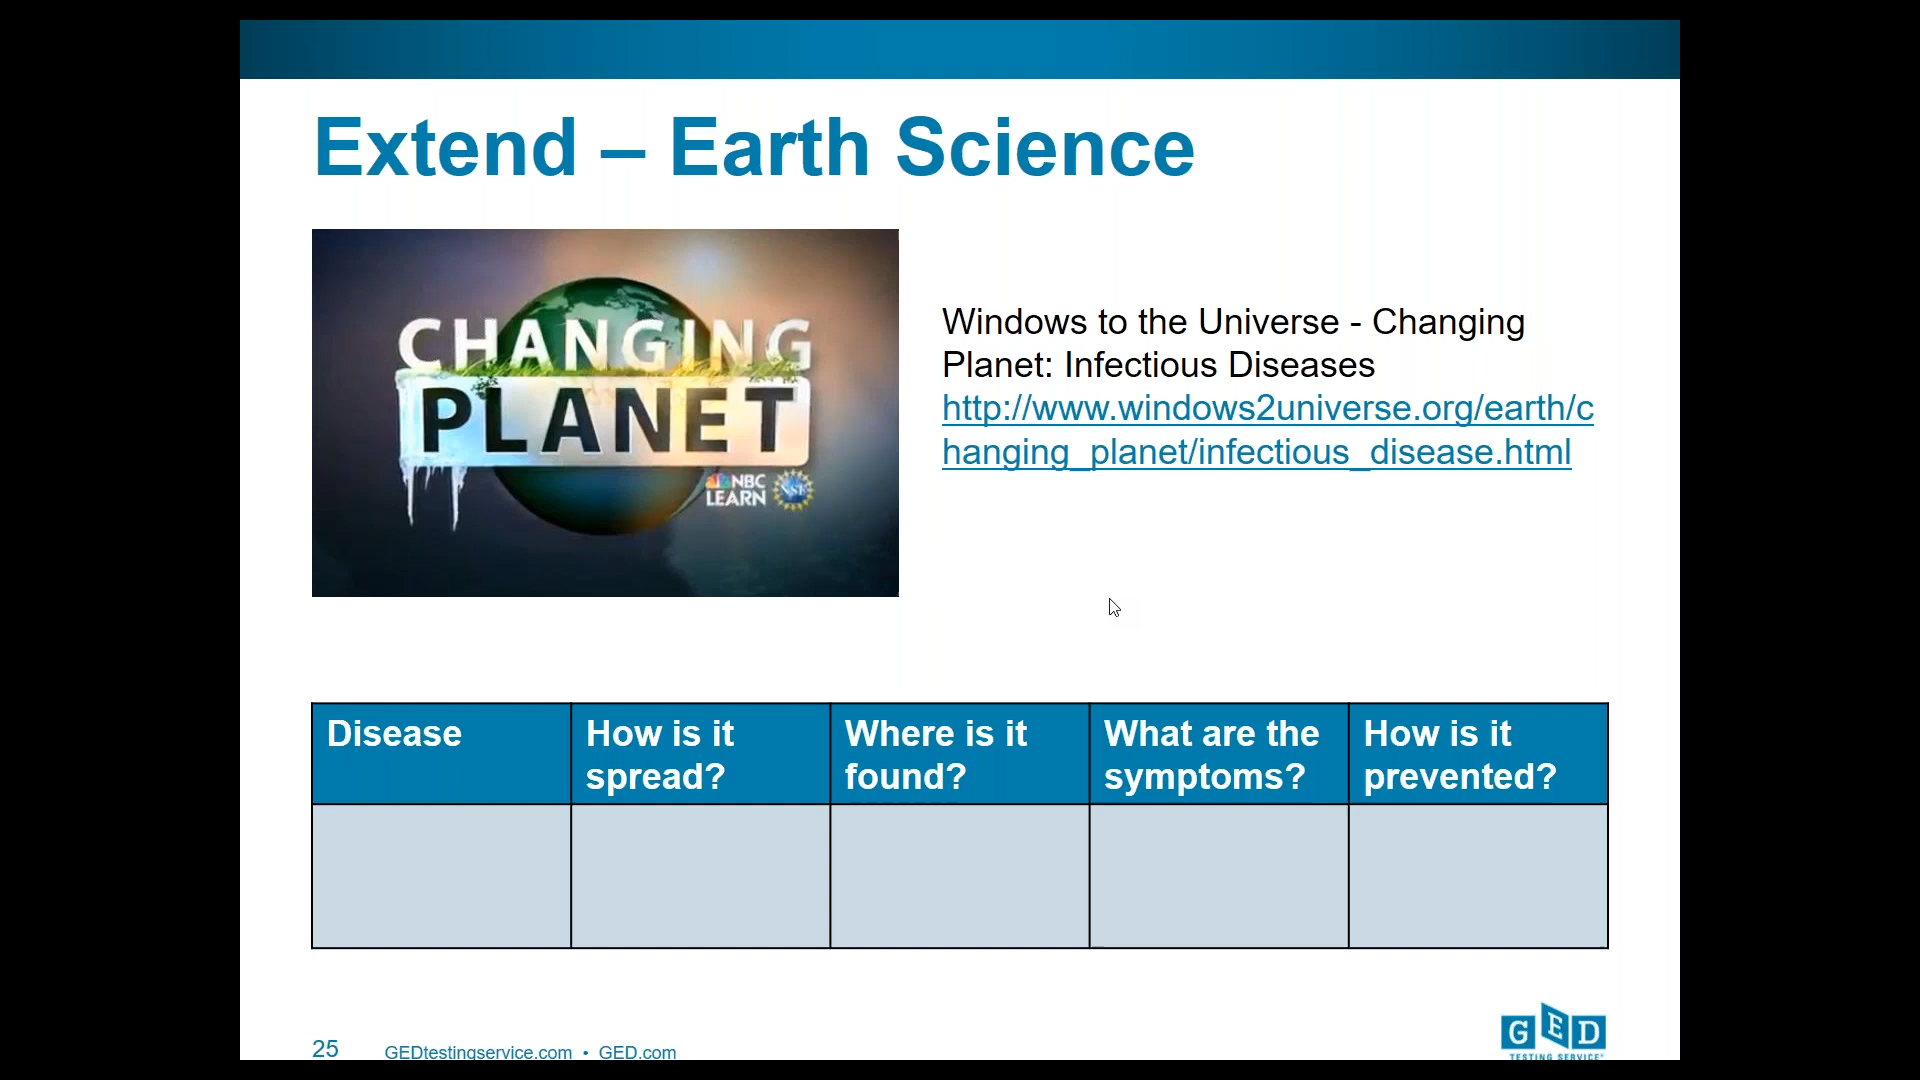 Extend – Earth Science
CHANGING
PLANET
NBC
LEARN
NSF
Windows to the Universe - Changing
Planet: Infectious Diseases
http://www.windows2universe.org/earth/c
hanging_planet/infectious_disease.html
Disease
How is it
spread?
Where is it
found?
What are the
symptoms?
How is it
prevented?
25
GEDtestingservice.com • GED.com
GED
TESTING SERVICE